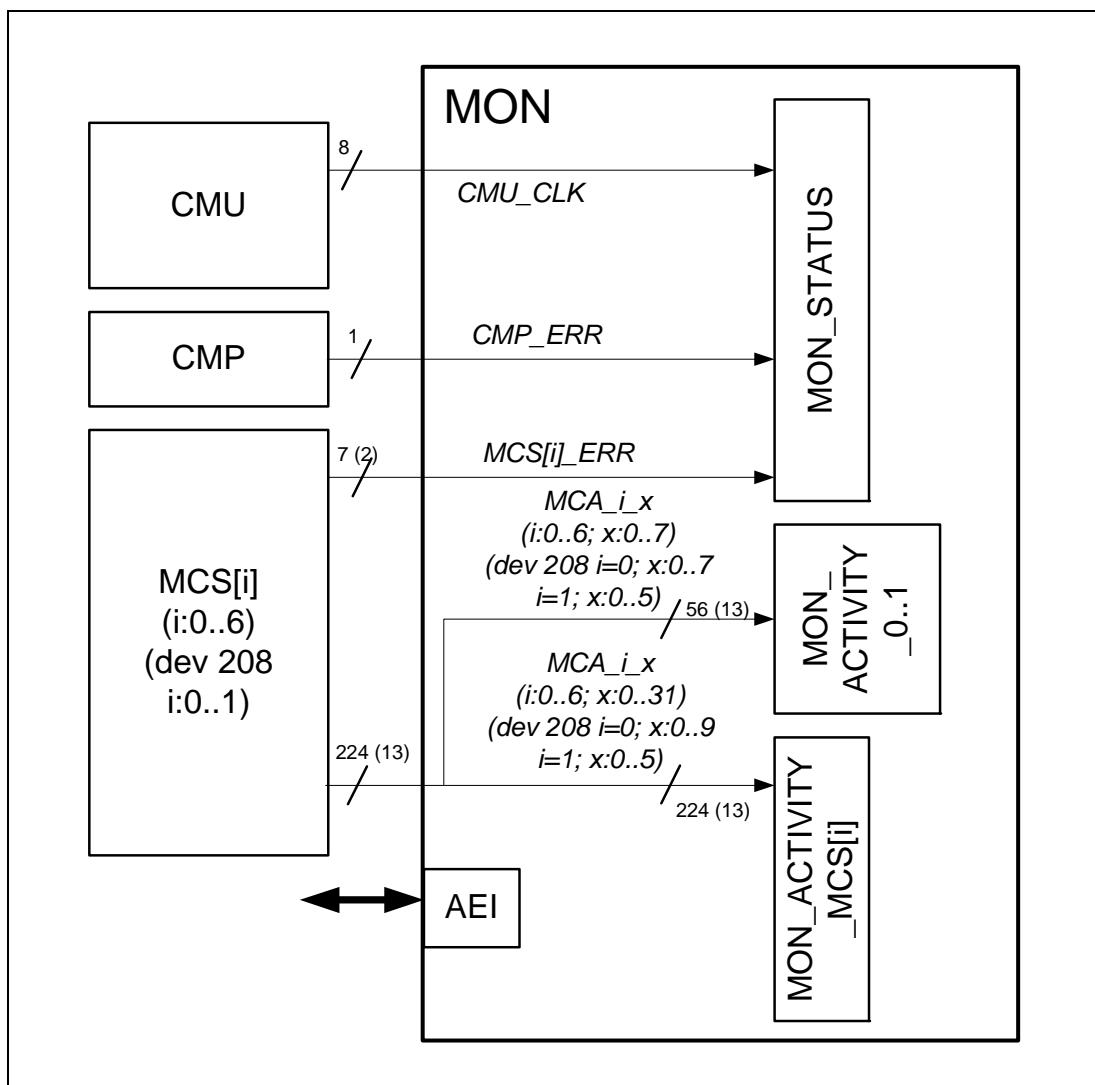 MON
CMU
8
CMU_CLK
CMP
1
CMP_ERR
MON_STATUS
MCS[i]
(i:0..6)
(dev 208
i:0..1)
7 (2)
MCS[i]_ERR
MCA_i_x
(i:0..6; x:0..7)
(dev 208 i=0; x:0..7
i=1; x:0..5)
56 (13)
MON_
ACTIVITY
_0..1
224 (13)
MCA_i_x
(i:0..6; x:0..31)
(dev 208 i=0; x:0..9
i=1; x:0..5)
224 (13)
MON_ACTIVITY
_MCS[i]
AEI